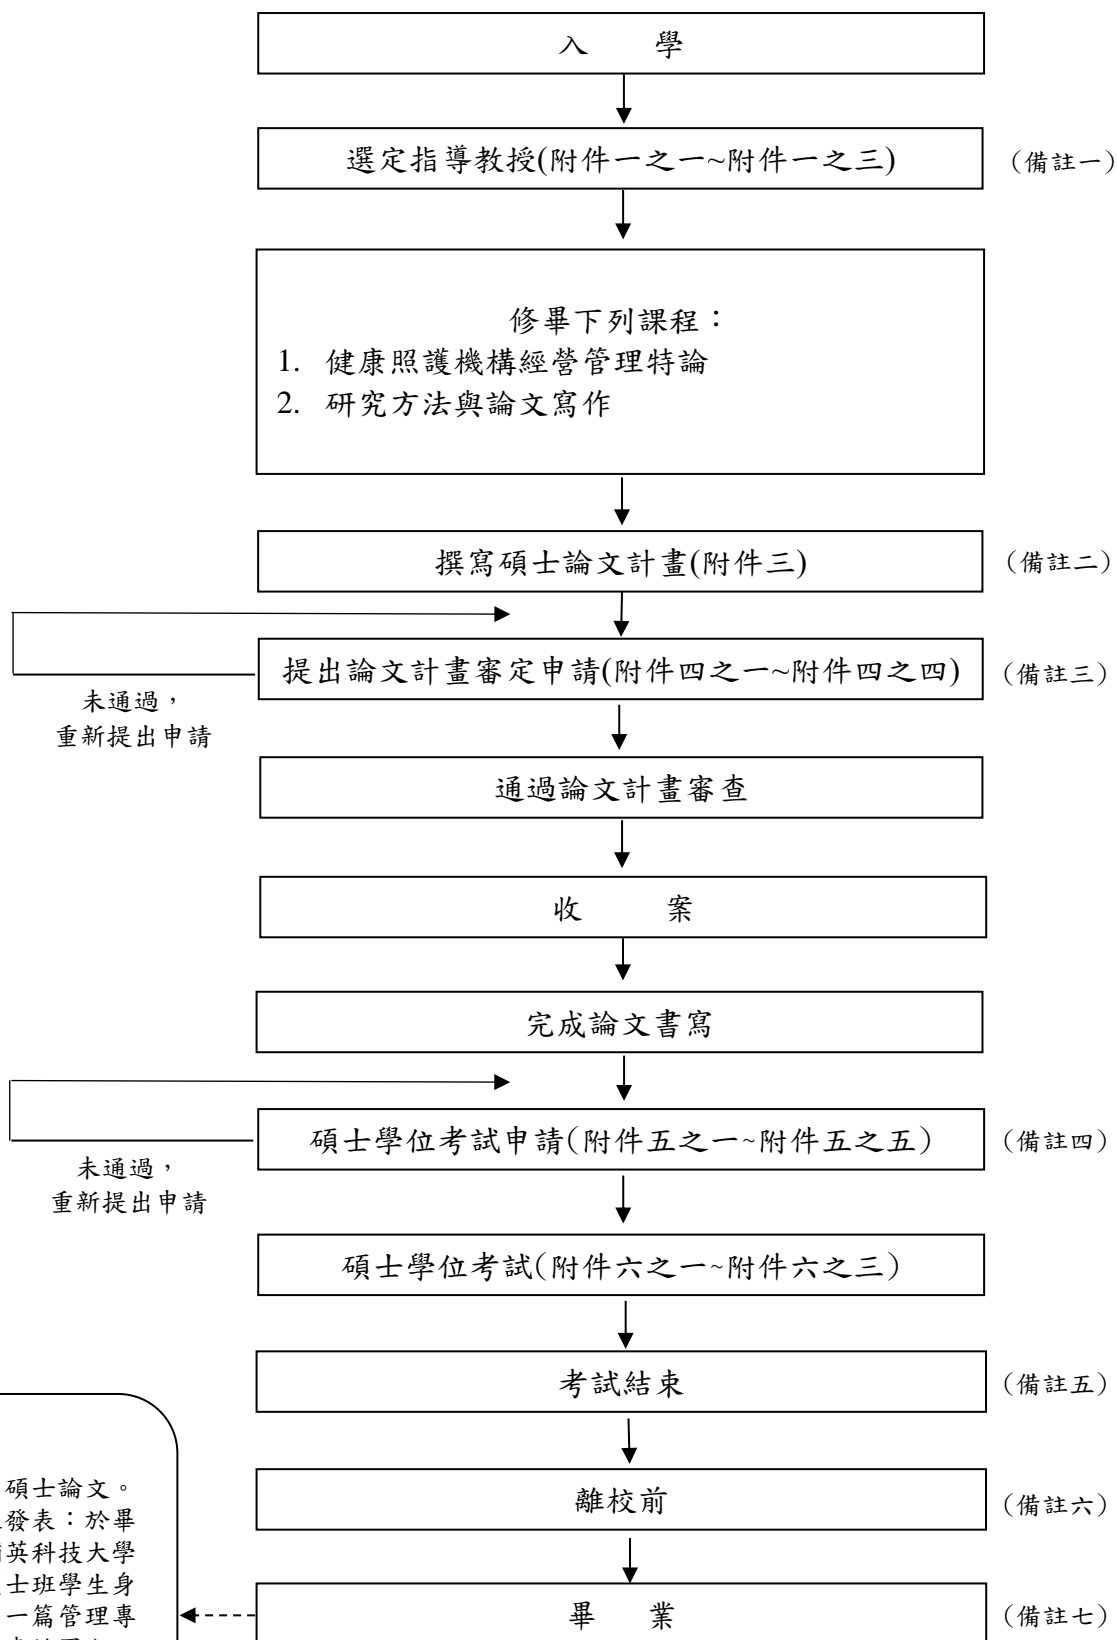 入 學
選定指導教授(附件一之一~附件一之三)
(備註一)
修畢下列課程：
1. 健康照護機構經營管理特論
2. 研究方法與論文寫作
撰寫碩士論文計畫(附件三)
(備註二)
提出論文計畫審定申請(附件四之一~附件四之四)
(備註三)
未通過，
重新提出申請
通過論文計畫審查
收 案
完成論文書寫
碩士學位考試申請(附件五之一~附件五之五)
(備註四)
未通過，
重新提出申請
碩士學位考試(附件六之一~附件六之三)
考試結束
(備註五)
碩士論文。
發表：於畢
英科技大學
士班學生身
一篇管理專
離校前
(備註六)
畢 業
(備註七)